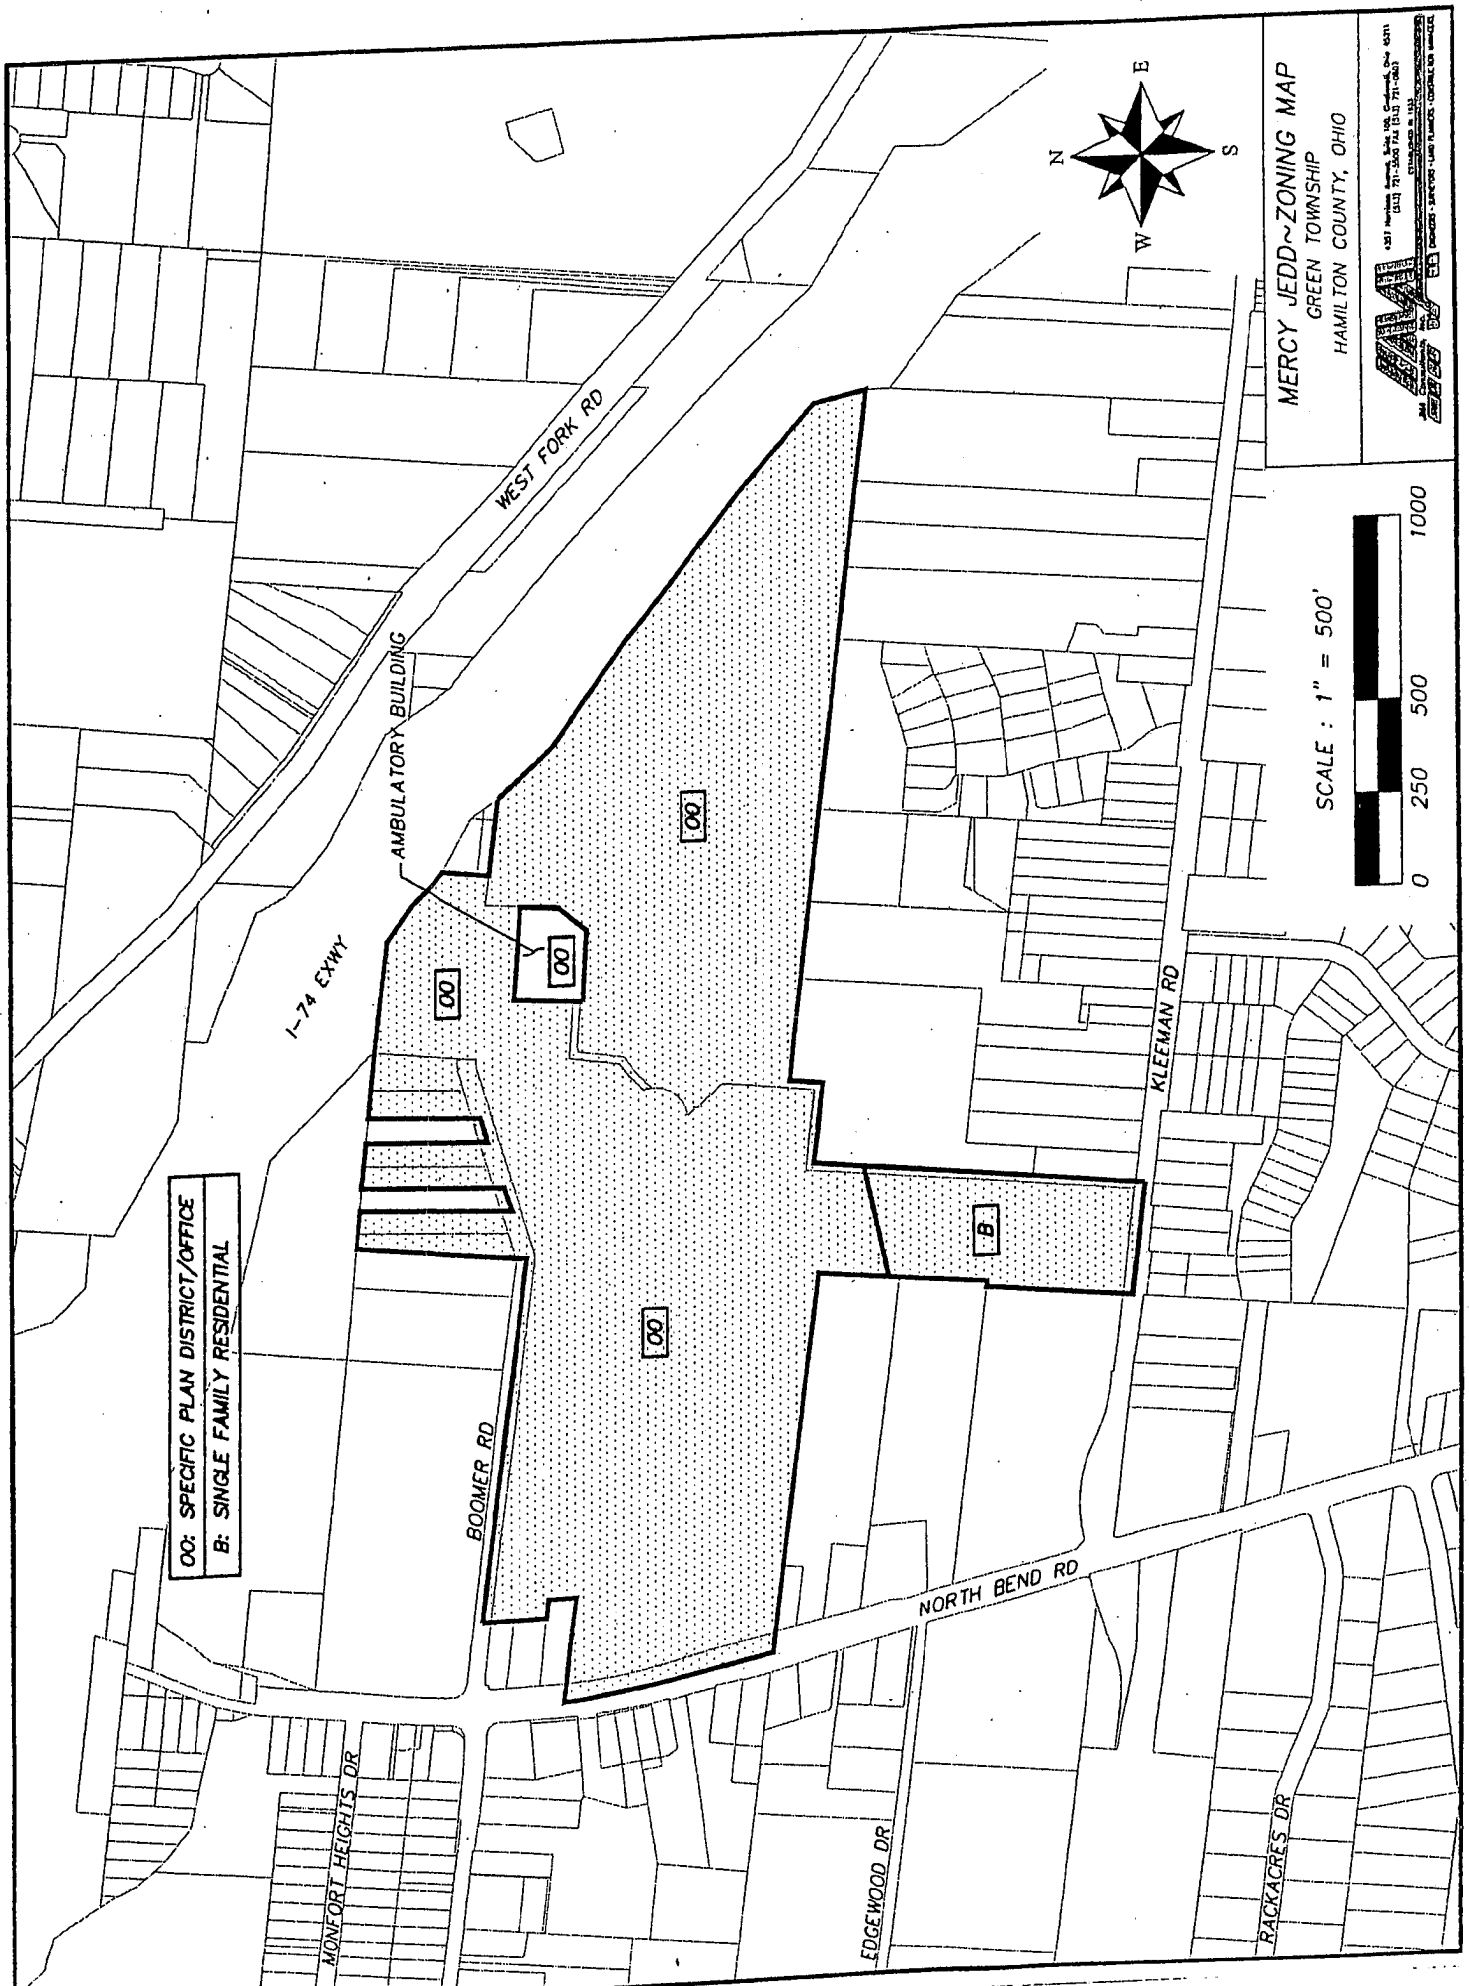 OO: SPECIFIC PLAN DISTRICT/OFFICE
B: SINGLE FAMILY RESIDENTIAL
I-74 EXWY
WEST FORK RD
AMBULATORY BUILDING
OO
OO
OO
OO
B
BOOMER RD
MONFORT HEIGHTS DR
NORTH BEND RD
KLEEMAN RD
EDGEWOOD DR
RACKACRES DR
N
E
S
W
SCALE : 1" = 500'
0 250 500 1000
MERCY JEDD~ZONING MAP
GREEN TOWNSHIP
HAMILTON COUNTY, OHIO